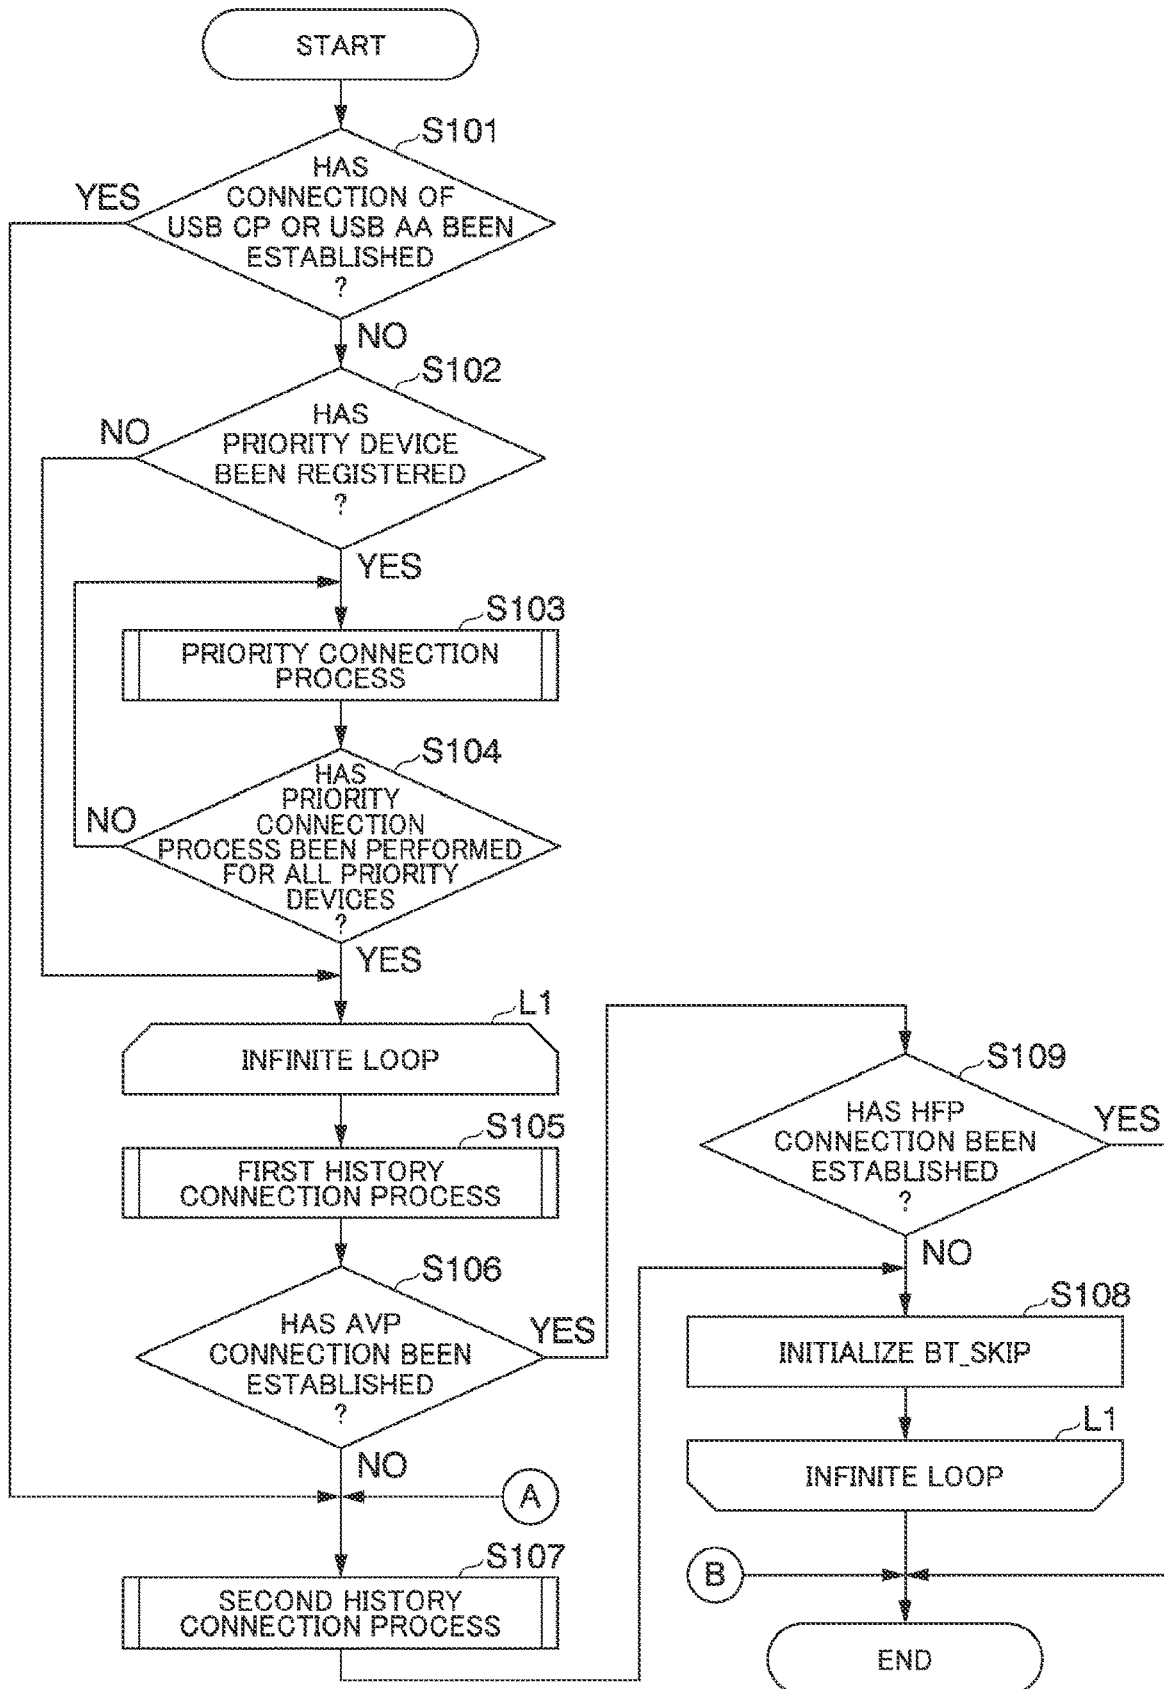 START
S101
HAS
CONNECTION OF
USB CP OR USB AA BEEN
ESTABLISHED
?
YES
NO
S102
HAS
PRIORITY DEVICE
BEEN REGISTERED
?
NO
YES
S103
PRIORITY CONNECTION
PROCESS
S104
HAS
PRIORITY
CONNECTION
PROCESS BEEN PERFORMED
FOR ALL PRIORITY
DEVICES
?
NO
YES
L1
INFINITE LOOP
S105
FIRST HISTORY
CONNECTION PROCESS
S106
HAS AVP
CONNECTION BEEN
ESTABLISHED
?
YES
NO
A
S107
SECOND HISTORY
CONNECTION PROCESS
S109
HAS HFP
CONNECTION BEEN
ESTABLISHED
?
YES
NO
S108
INITIALIZE BT_SKIP
L1
INFINITE LOOP
B
END